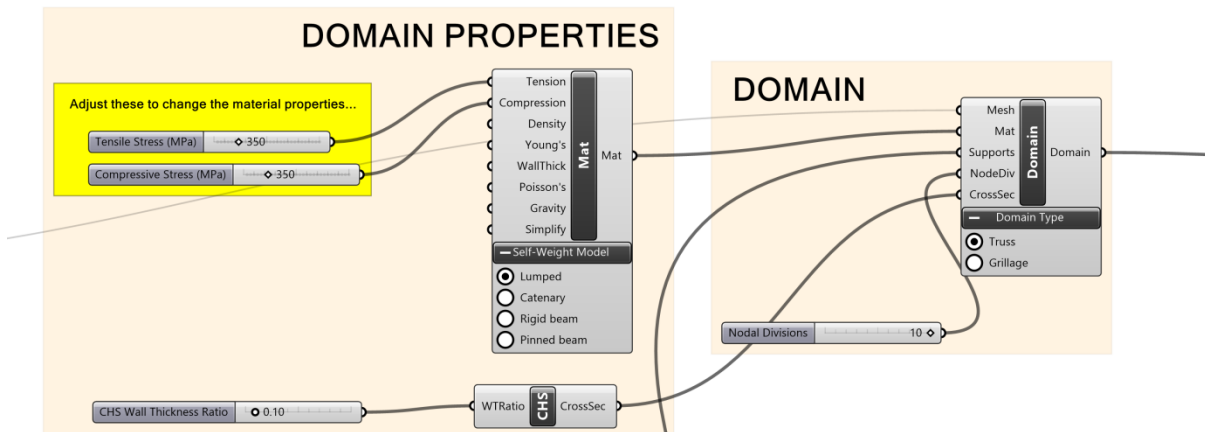 DOMAIN PROPERTIES
Adjust these to change the material properties...
Tensile Stress (MPa)
350
Compressive Stress (MPa)
350
Tension
Compression
Density
Young's
WallThick
Poisson's
Gravity
Simplify
Mat
Mat
Self-Weight Model
Lumped
Catenary
Rigid beam
Pinned beam
CHS Wall Thickness Ratio
0.10
WTRatio
CHS
CrossSec
DOMAIN
Mesh
Mat
Supports
NodeDiv
CrossSec
Domain
Domain
Domain Type
Truss
Grillage
Nodal Divisions
10